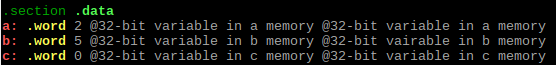 .section .data
a: .word 2 @32-bit variable in a memory @32-bit variable in a memory
b: .word 5 @32-bit variable in b memory @32-bit vairable in b memory
c: .word 0 @32-bit variable in c memory @32-bit variable in c memory